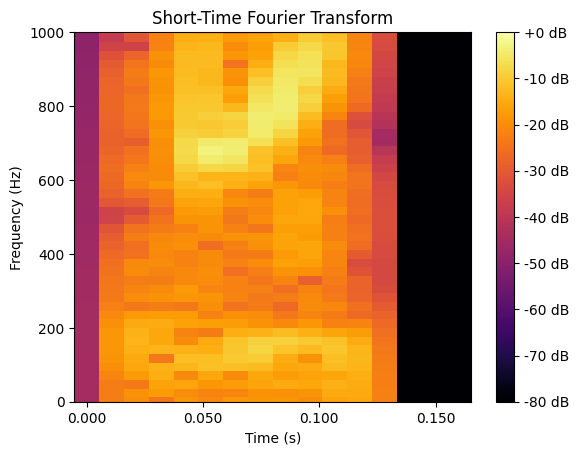 Short-Time Fourier Transform
Frequency (Hz)
1000
800
600
400
200
0
0.000
0.050
0.100
0.150
Time (s)
+0 dB
-10 dB
-20 dB
-30 dB
-40 dB
-50 dB
-60 dB
-70 dB
-80 dB